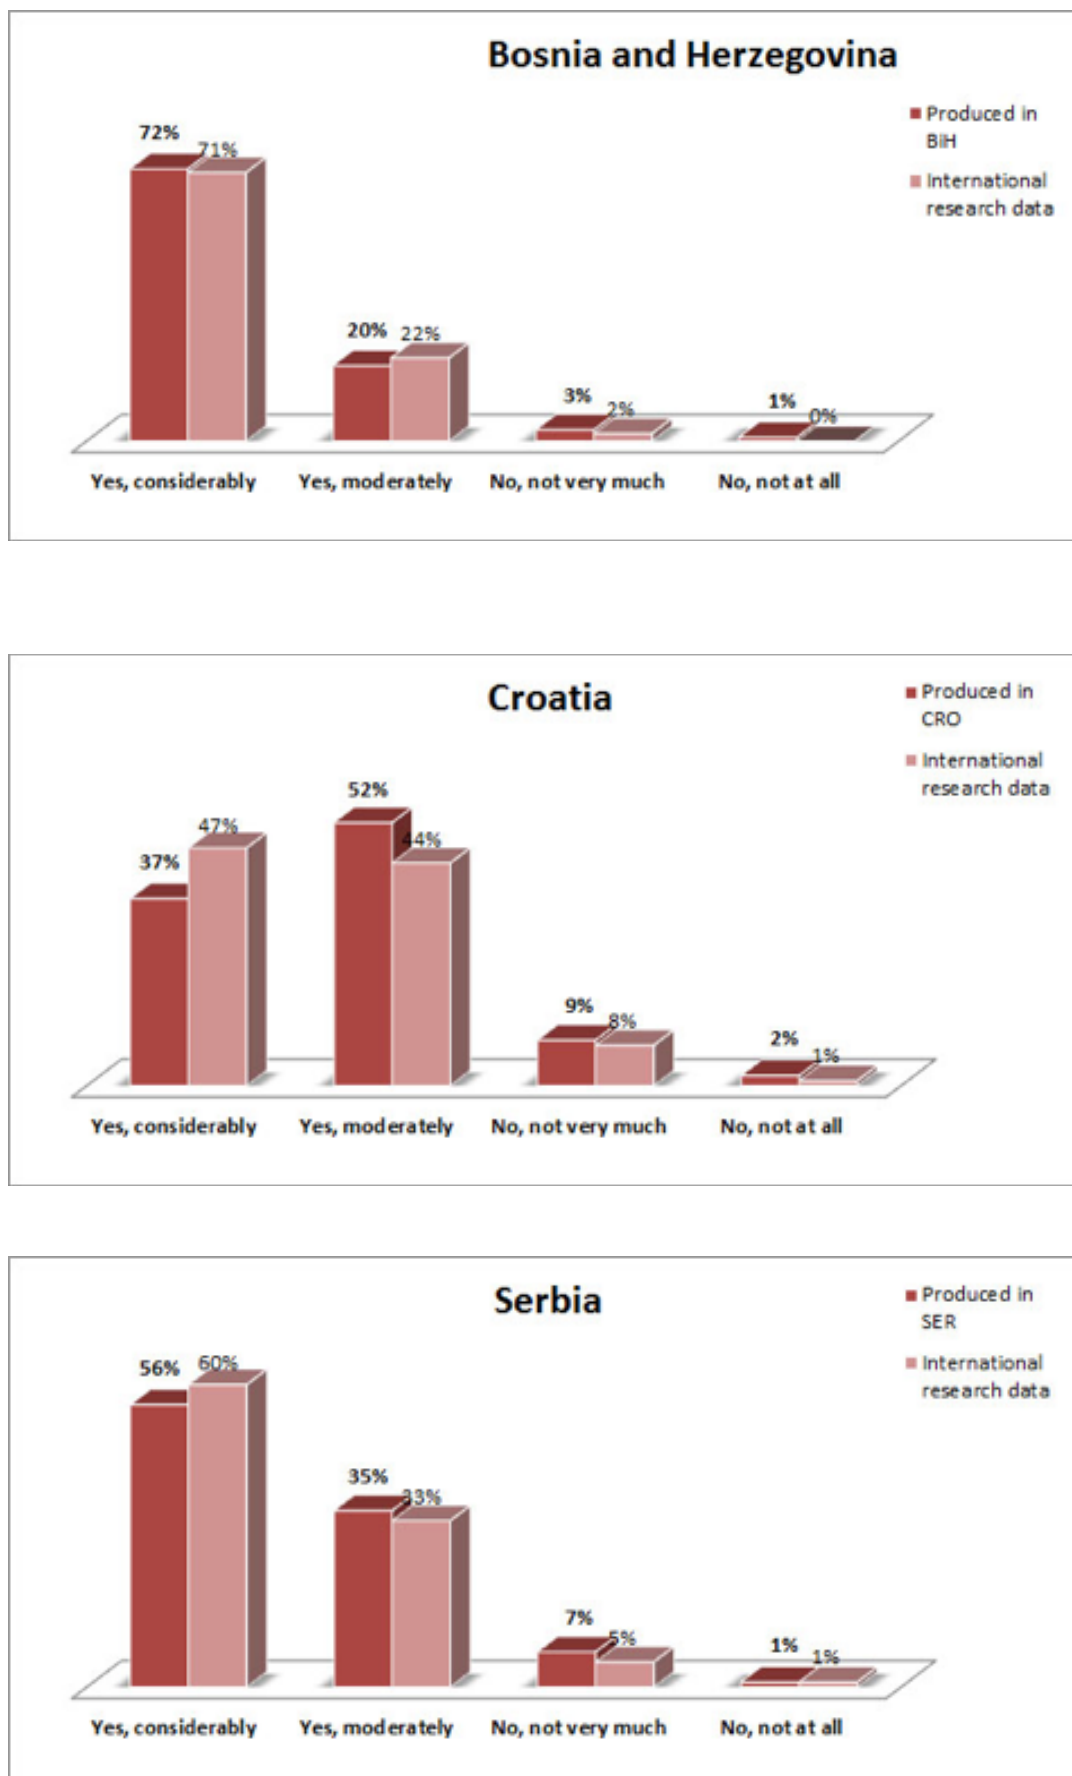 Bosnia and Herzegovina
Produced in
BiH
International
research data
72%
71%
20%
22%
3%
2%
1%
0%
Yes, considerably
Yes, moderately
No, not very much
No, not at all
Croatia
Produced in
CRO
International
research data
37%
47%
52%
44%
9%
8%
2%
1%
Yes, considerably
Yes, moderately
No, not very much
No, not at all
Serbia
Produced in
SER
International
research data
56%
60%
35%
33%
7%
5%
1%
1%
Yes, considerably
Yes, moderately
No, not very much
No, not at all